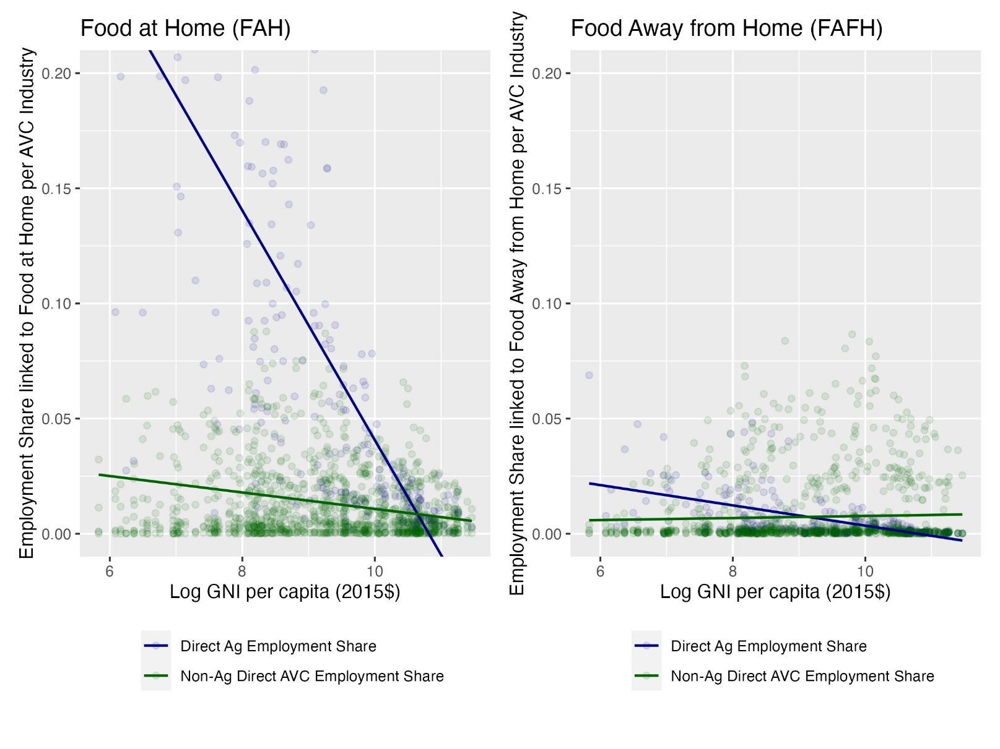 Food at Home (FAH)
Employment Share linked to Food at Home per AVC Industry
0.20
0.15
0.10
0.05
0.00
6
8
10
Log GNI per capita (2015$)
Direct Ag Employment Share
Non-Ag Direct AVC Employment Share
Food Away from Home (FAFH)
Employment Share linked to Food Away from Home per AVC Industry
0.20
0.15
0.10
0.05
0.00
6
8
10
Log GNI per capita (2015$)
Direct Ag Employment Share
Non-Ag Direct AVC Employment Share